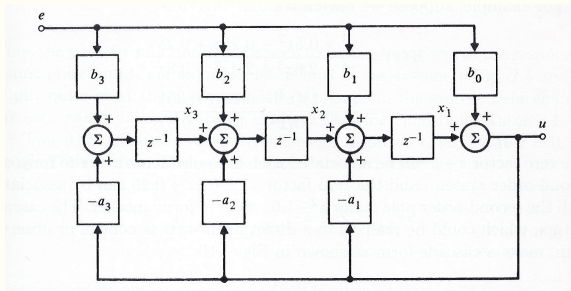 e
b₃ b₂ b₁ b₀
+ + + +
x₃ x₂ x₁
+ + + u
Σ z⁻¹ Σ z⁻¹ Σ z⁻¹ Σ
+ + + +
−a₃ −a₂ −a₁